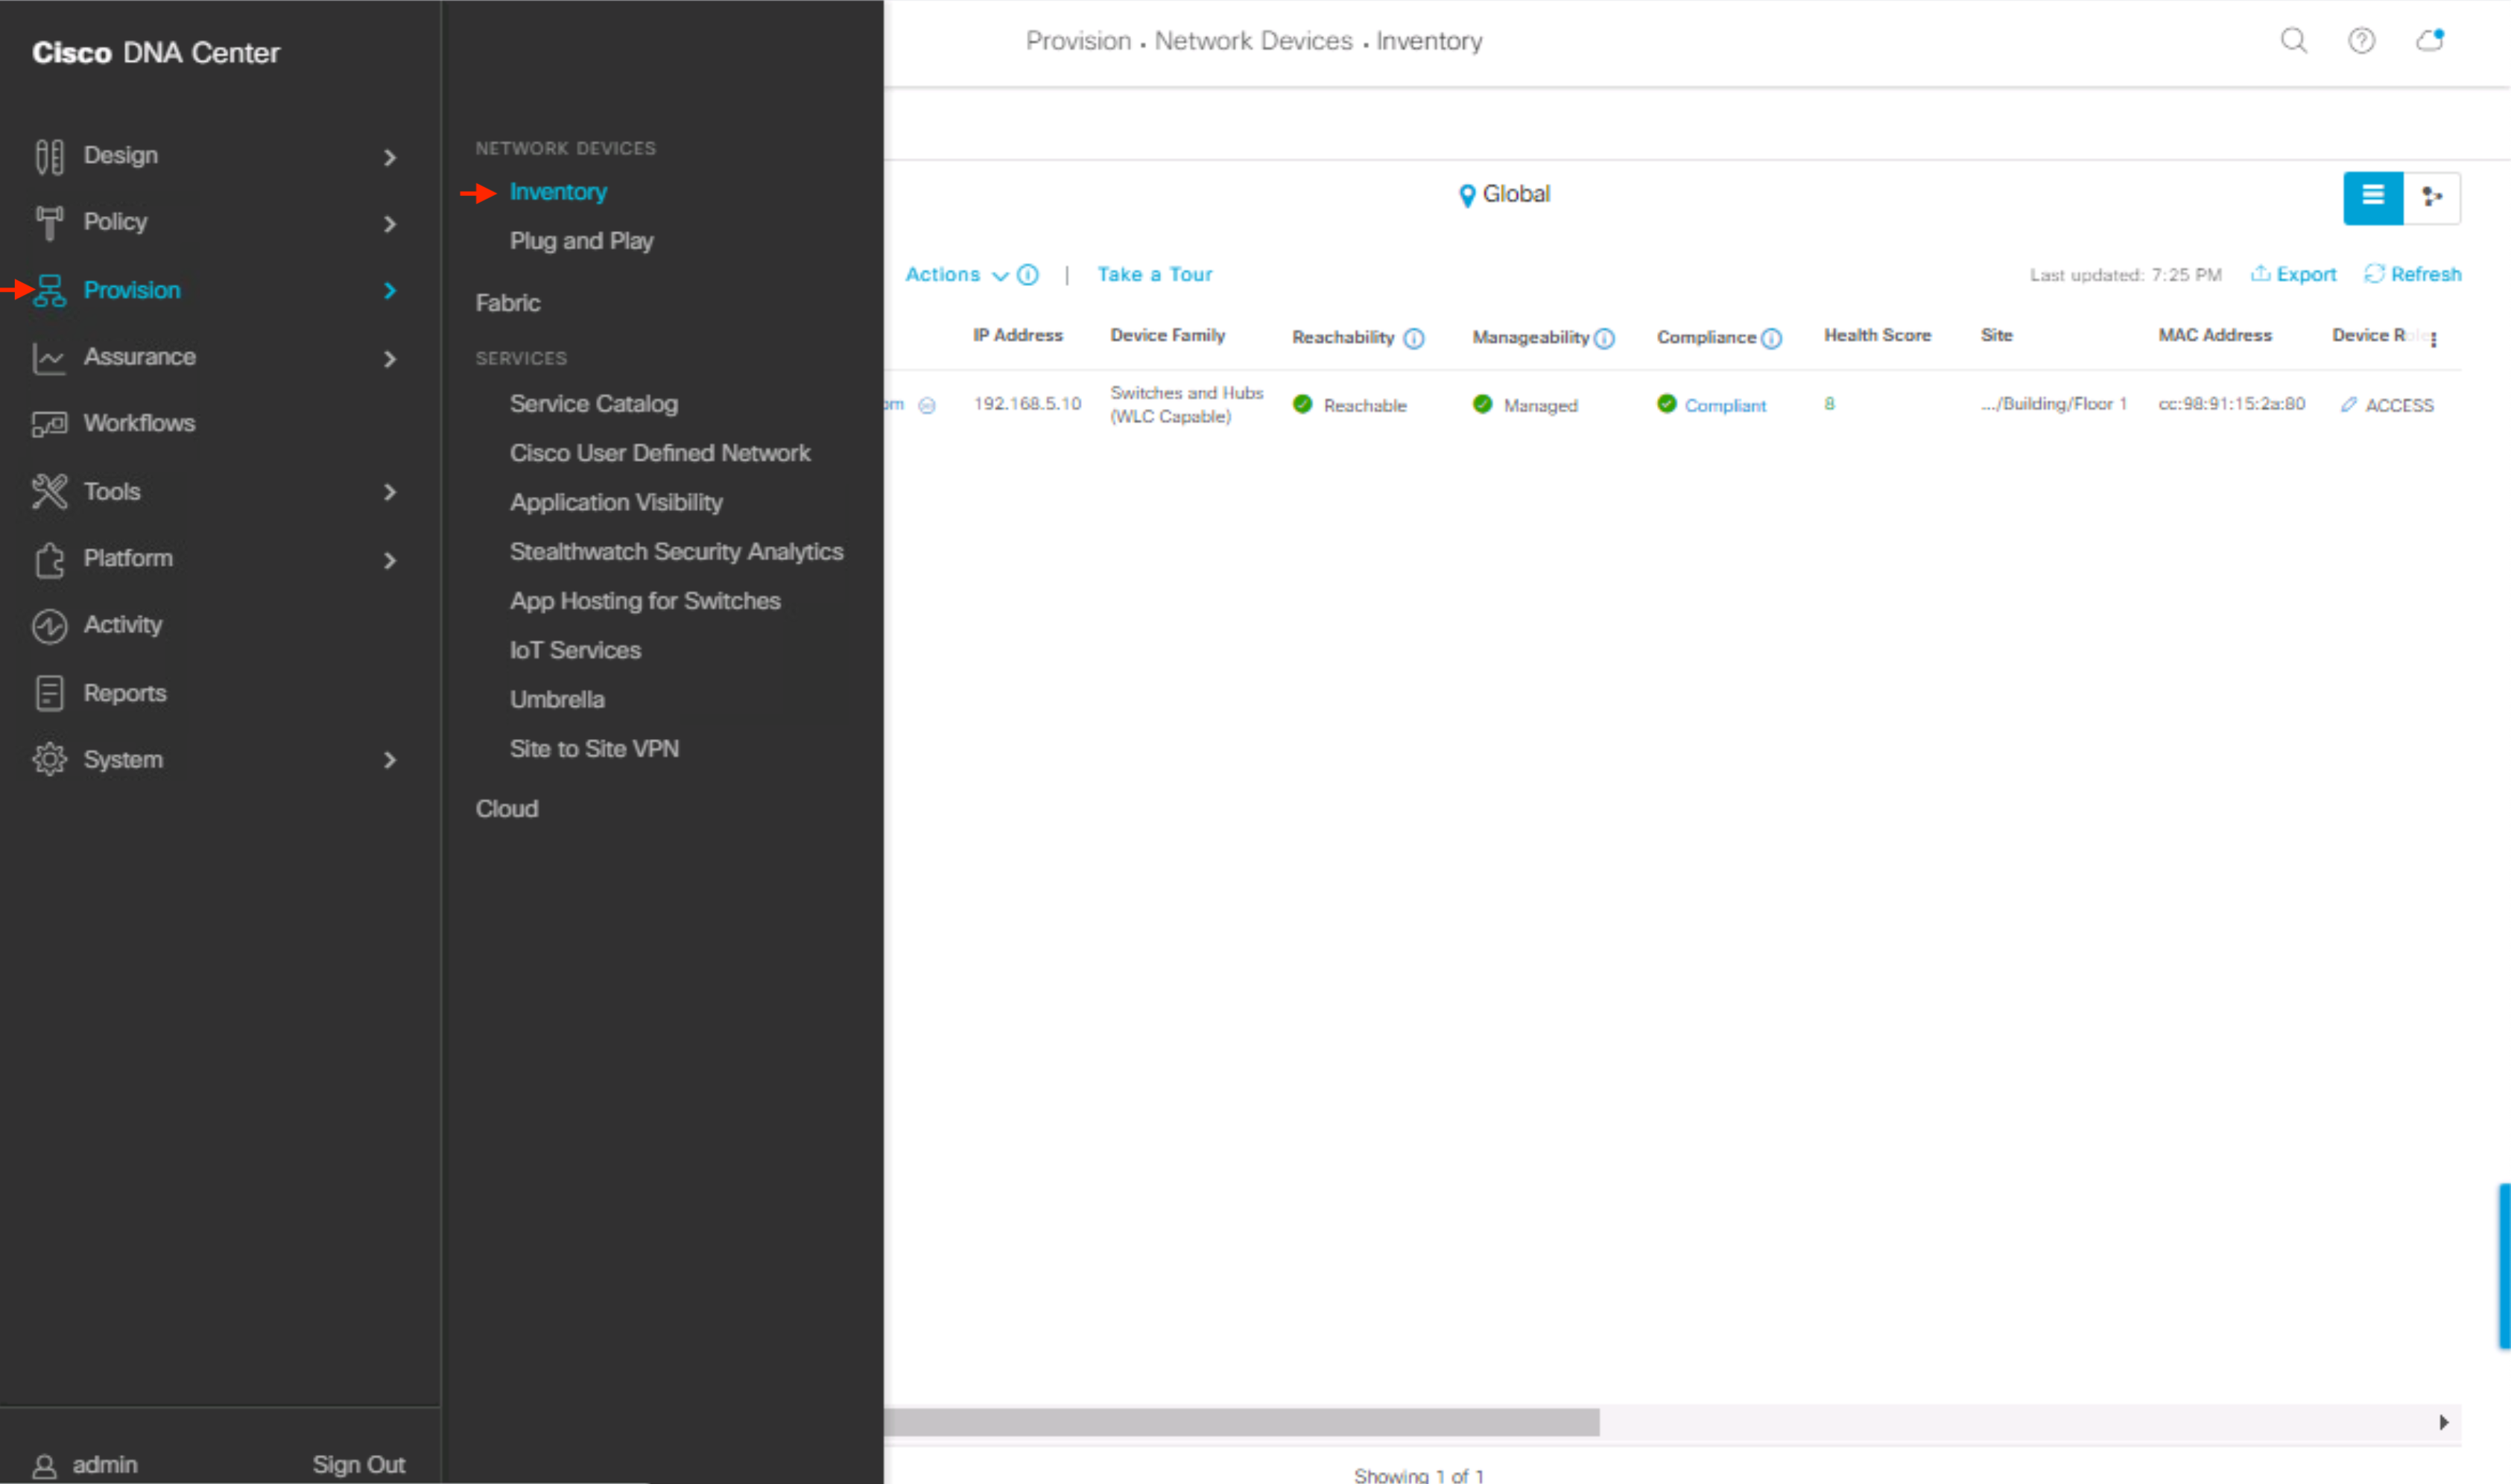 Cisco DNA Center
Design
Policy
Provision
Assurance
Workflows
Tools
Platform
Activity
Reports
System
admin
Sign Out
NETWORK DEVICES
Inventory
Plug and Play
Fabric
SERVICES
Service Catalog
Cisco User Defined Network
Application Visibility
Stealthwatch Security Analytics
App Hosting for Switches
IoT Services
Umbrella
Site to Site VPN
Cloud
Provision · Network Devices · Inventory
Global
Actions | Take a Tour Last updated: 7:25 PM Export Refresh
IP Address Device Family Reachability Manageability Compliance Health Score Site MAC Address Device Role
om 192.168.5.10 Switches and Hubs Reachable Managed Compliant 8 .../Building/Floor 1 cc:98:91:15:2a:80 ACCESS
(WLC Capable)
Showing 1 of 1